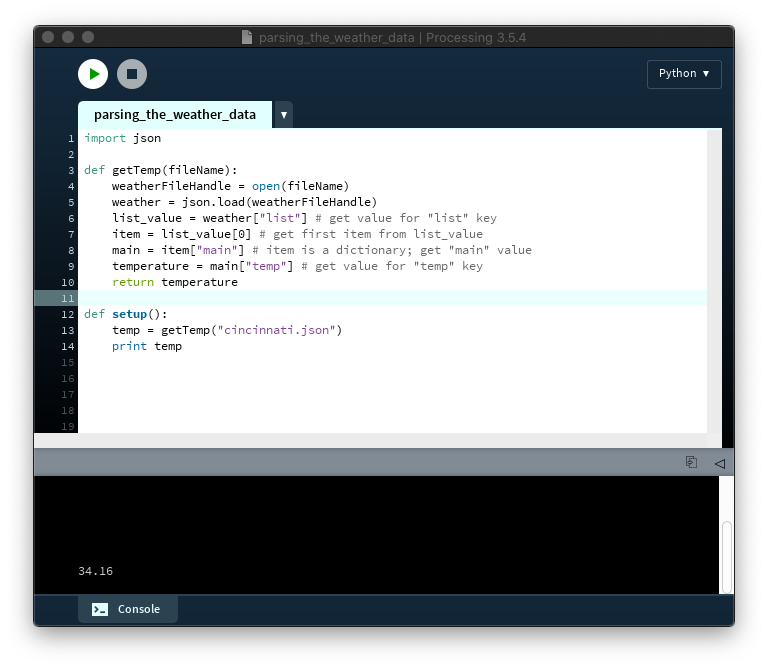 parsing_the_weather_data | Processing 3.5.4
Python ▼
parsing_the_weather_data ▼
1 import json
2
3 def getTemp(fileName):
4     weatherFileHandle = open(fileName)
5     weather = json.load(weatherFileHandle)
6     list_value = weather["list"] # get value for "list" key
7     item = list_value[0] # get first item from list_value
8     main = item["main"] # item is a dictionary; get "main" value
9     temperature = main["temp"] # get value for "temp" key
10     return temperature
11
12 def setup():
13     temp = getTemp("cincinnati.json")
14     print temp
15
16
17
18
19
34.16
Console